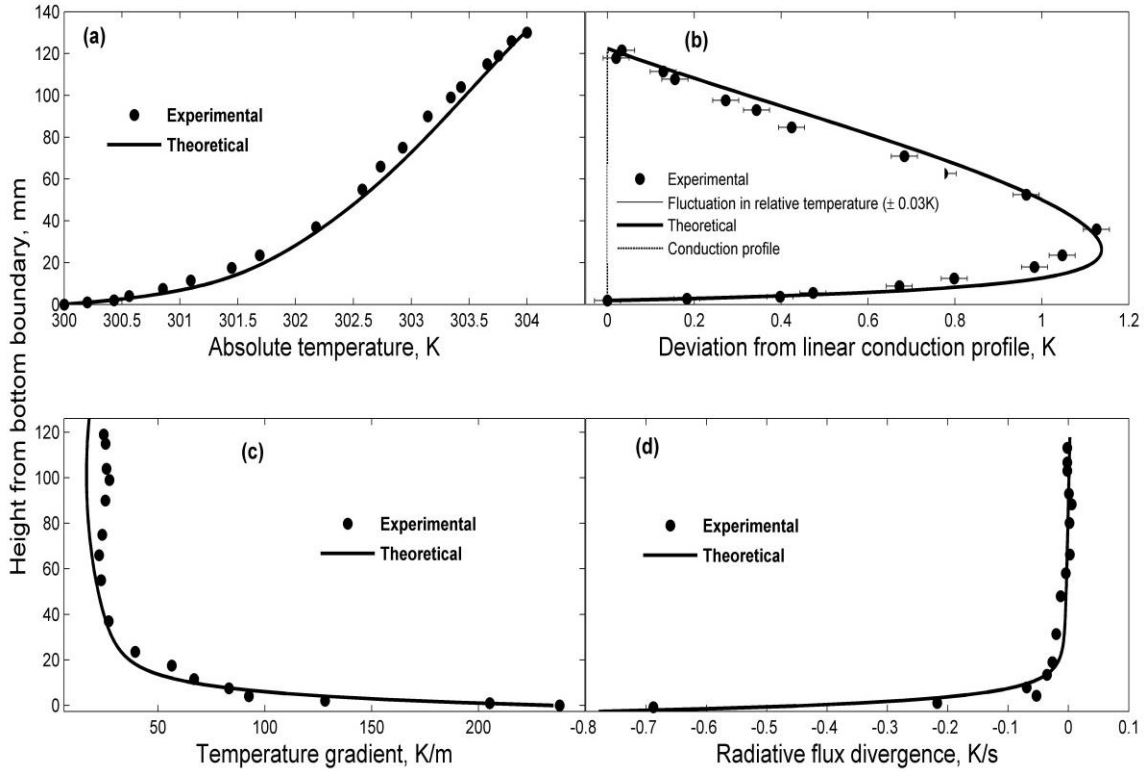 140
120
100
80
60
40
20
0
(a)
Experimental
Theoretical
300 300.5 301 301.5 302 302.5 303 303.5 304
Absolute temperature, K
(b)
Experimental
Fluctuation in relative temperature (± 0.03K)
Theoretical
Conduction profile
0 0.2 0.4 0.6 0.8 1 1.2
Deviation from linear conduction profile, K
Height from bottom boundary, mm
120
100
80
60
40
20
0
(c)
Experimental
Theoretical
50 100 150 200
Temperature gradient, K/m
(d)
Experimental
Theoretical
-0.8 -0.7 -0.6 -0.5 -0.4 -0.3 -0.2 -0.1 0 0.1
Radiative flux divergence, K/s